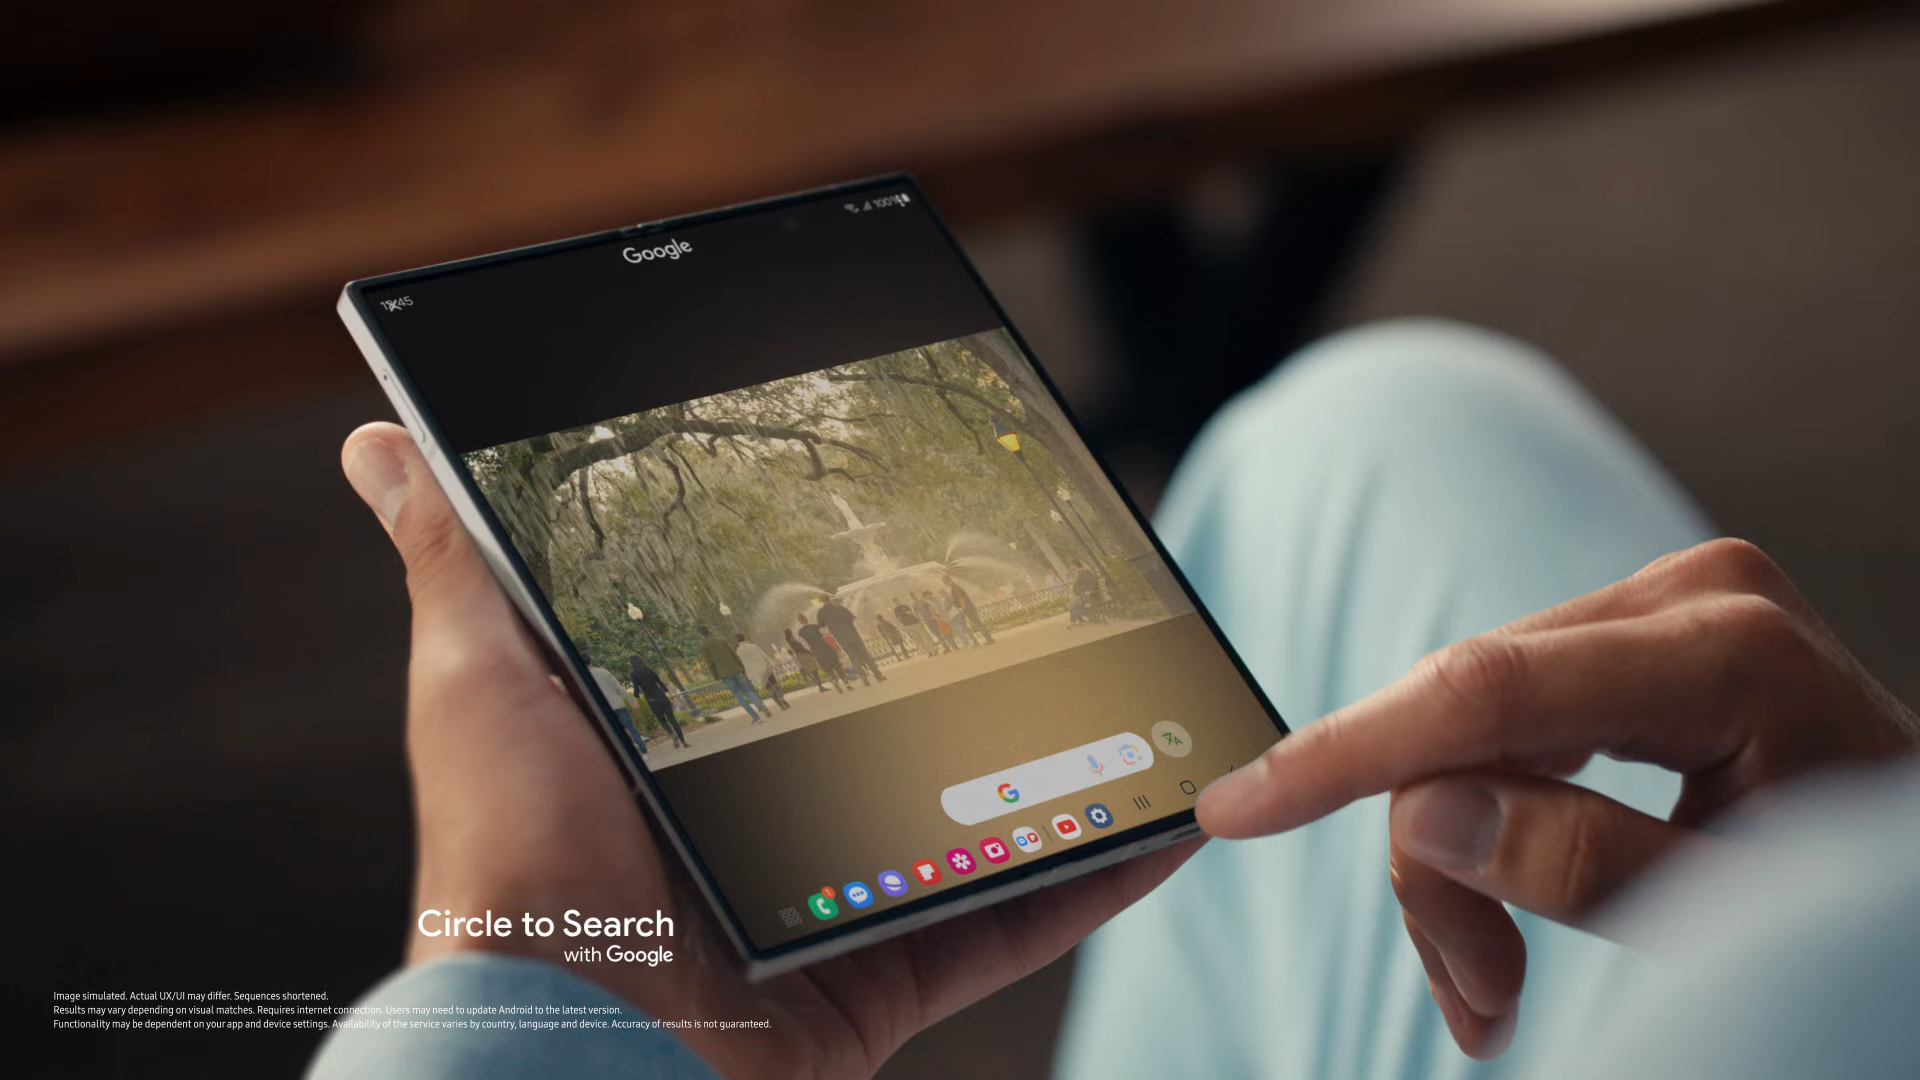 Google
100%
Circle to Search
with Google
Image simulated. Actual UX/UI may differ. Sequences shortened.
Results may vary depending on visual matches. Requires internet connection. Users may need to update Android to the latest version.
Functionality may be dependent on your app and device settings. Availability of the service varies by country, language and device. Accuracy of results is not guaranteed.